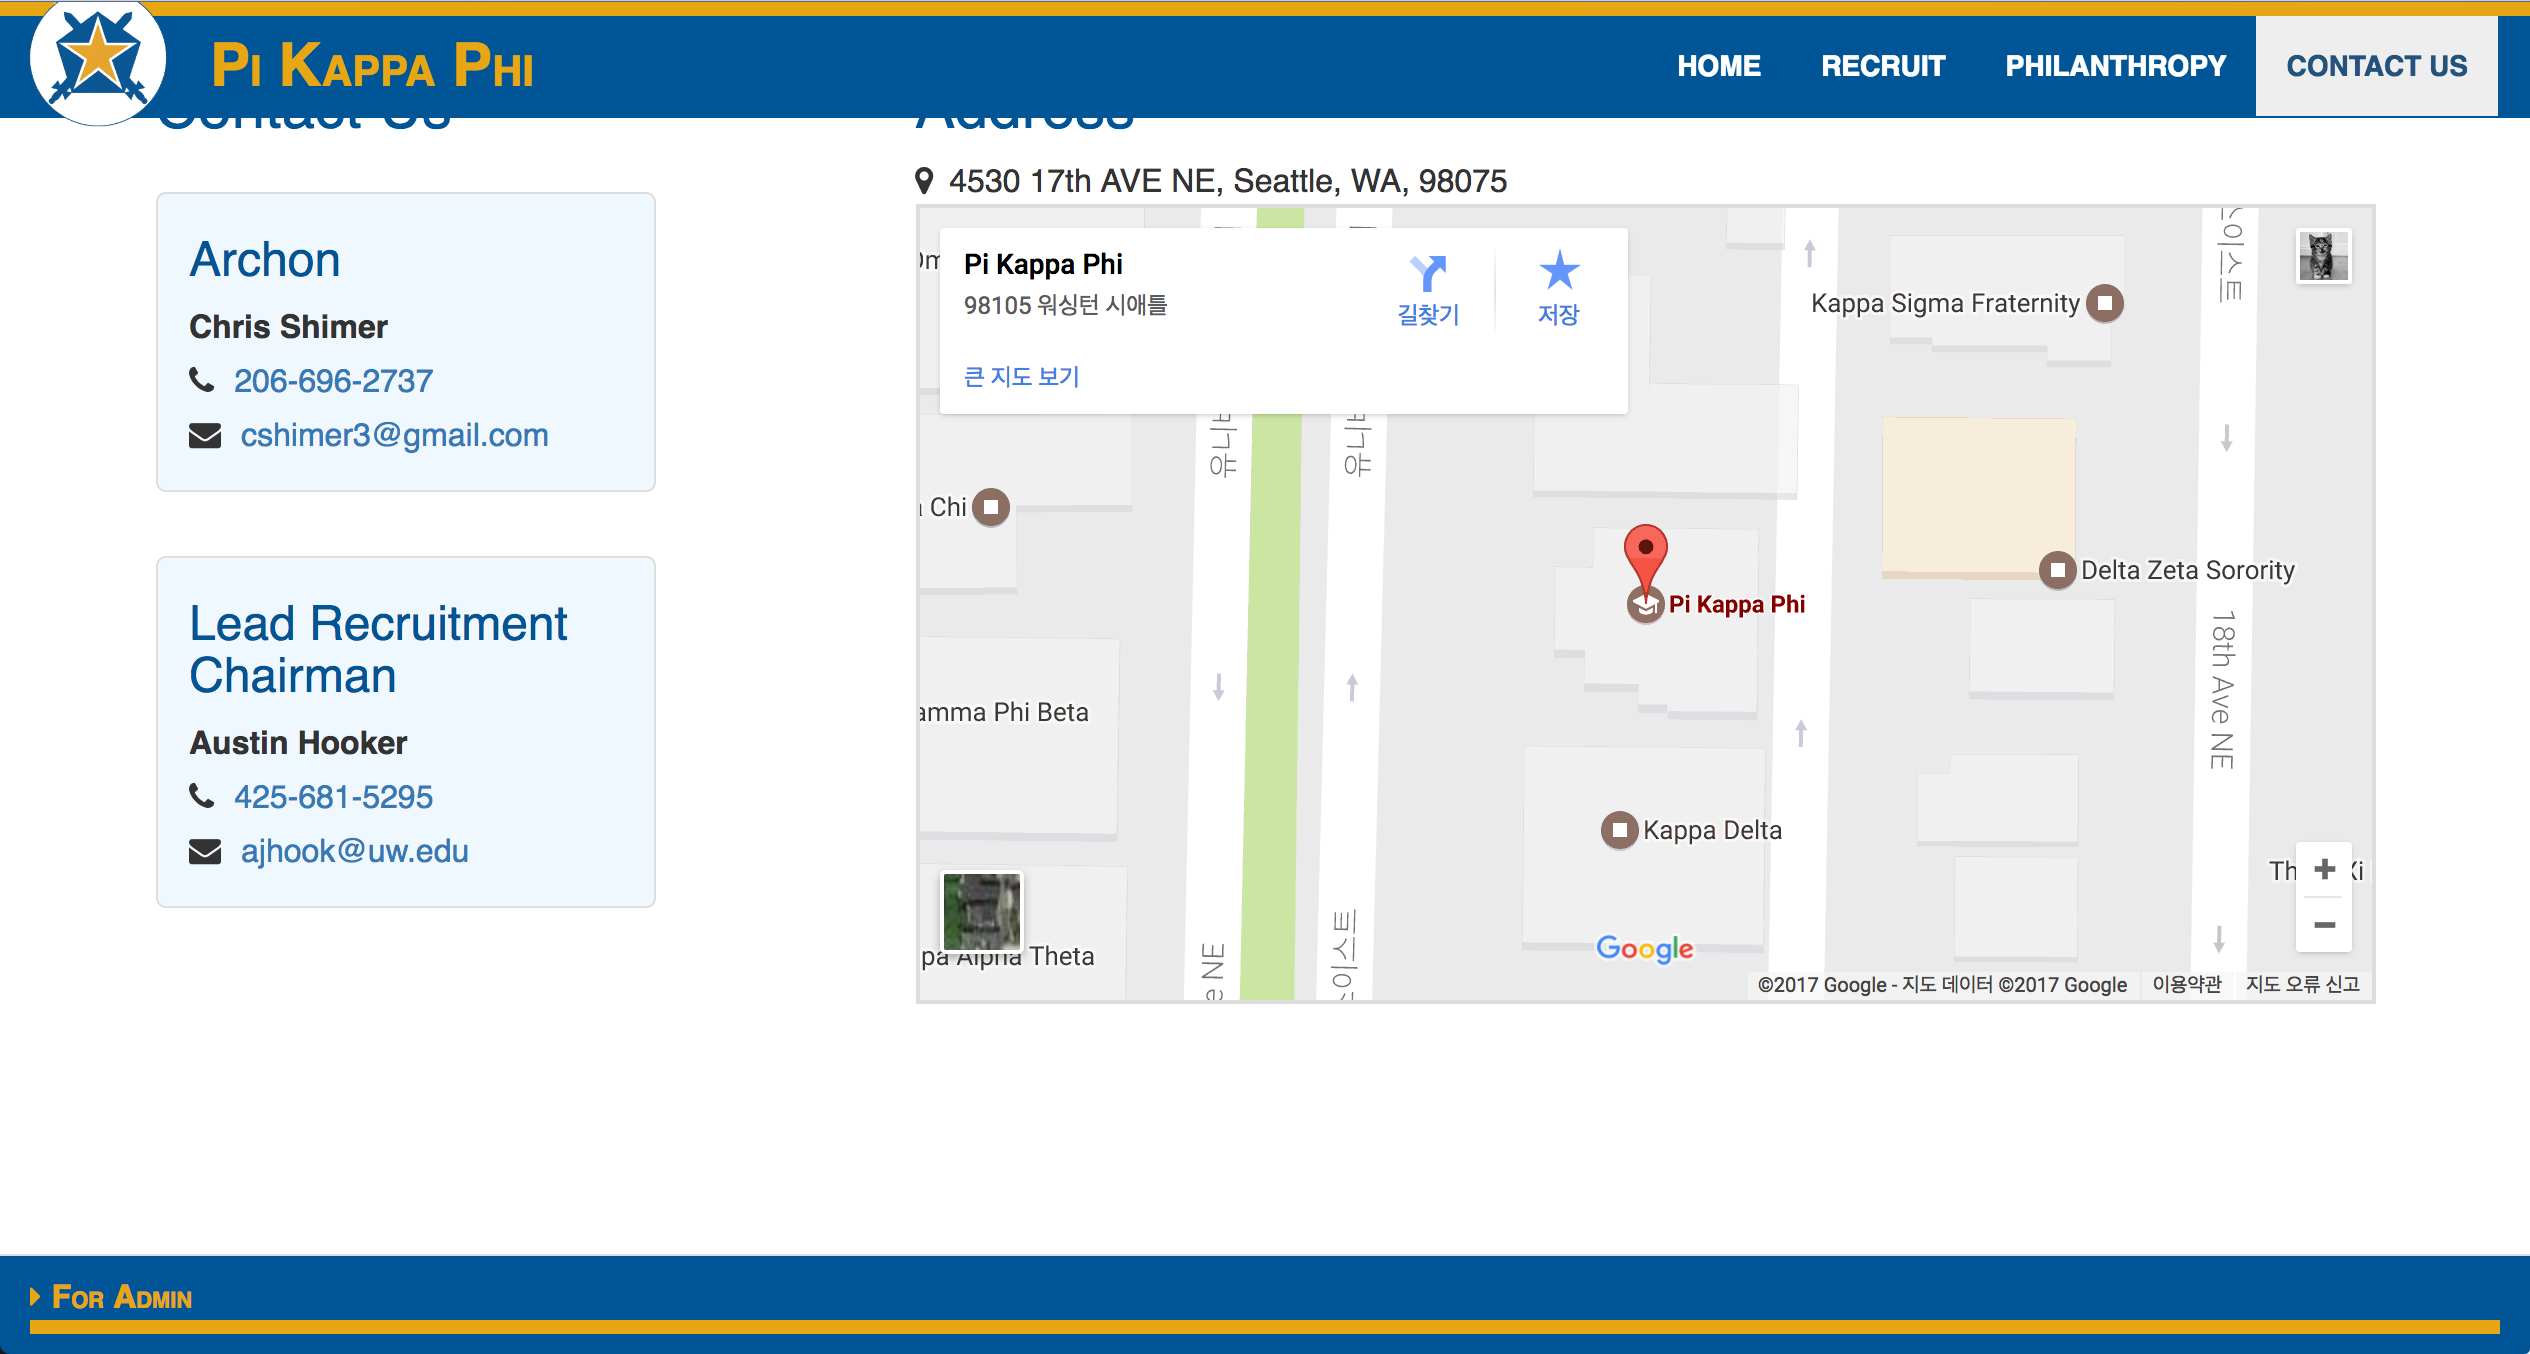 Pi Kappa Phi
HOME RECRUIT PHILANTHROPY CONTACT US
Contact Us
Archon
Chris Shimer
206-696-2737
cshimer3@gmail.com
Lead Recruitment
Chairman
Austin Hooker
425-681-5295
ajhook@uw.edu
Address
4530 17th AVE NE, Seattle, WA, 98075
Pi Kappa Phi
98105 워싱턴 시애틀
길찾기
저장
큰 지도 보기
Kappa Sigma Fraternity
Chi
Delta Zeta Sorority
Pi Kappa Phi
18th Ave NE
amma Phi Beta
Kappa Delta
pa Alpha Theta
NE
Google
©2017 Google - 지도 데이터 ©2017 Google 이용약관 지도 오류 신고
For Admin